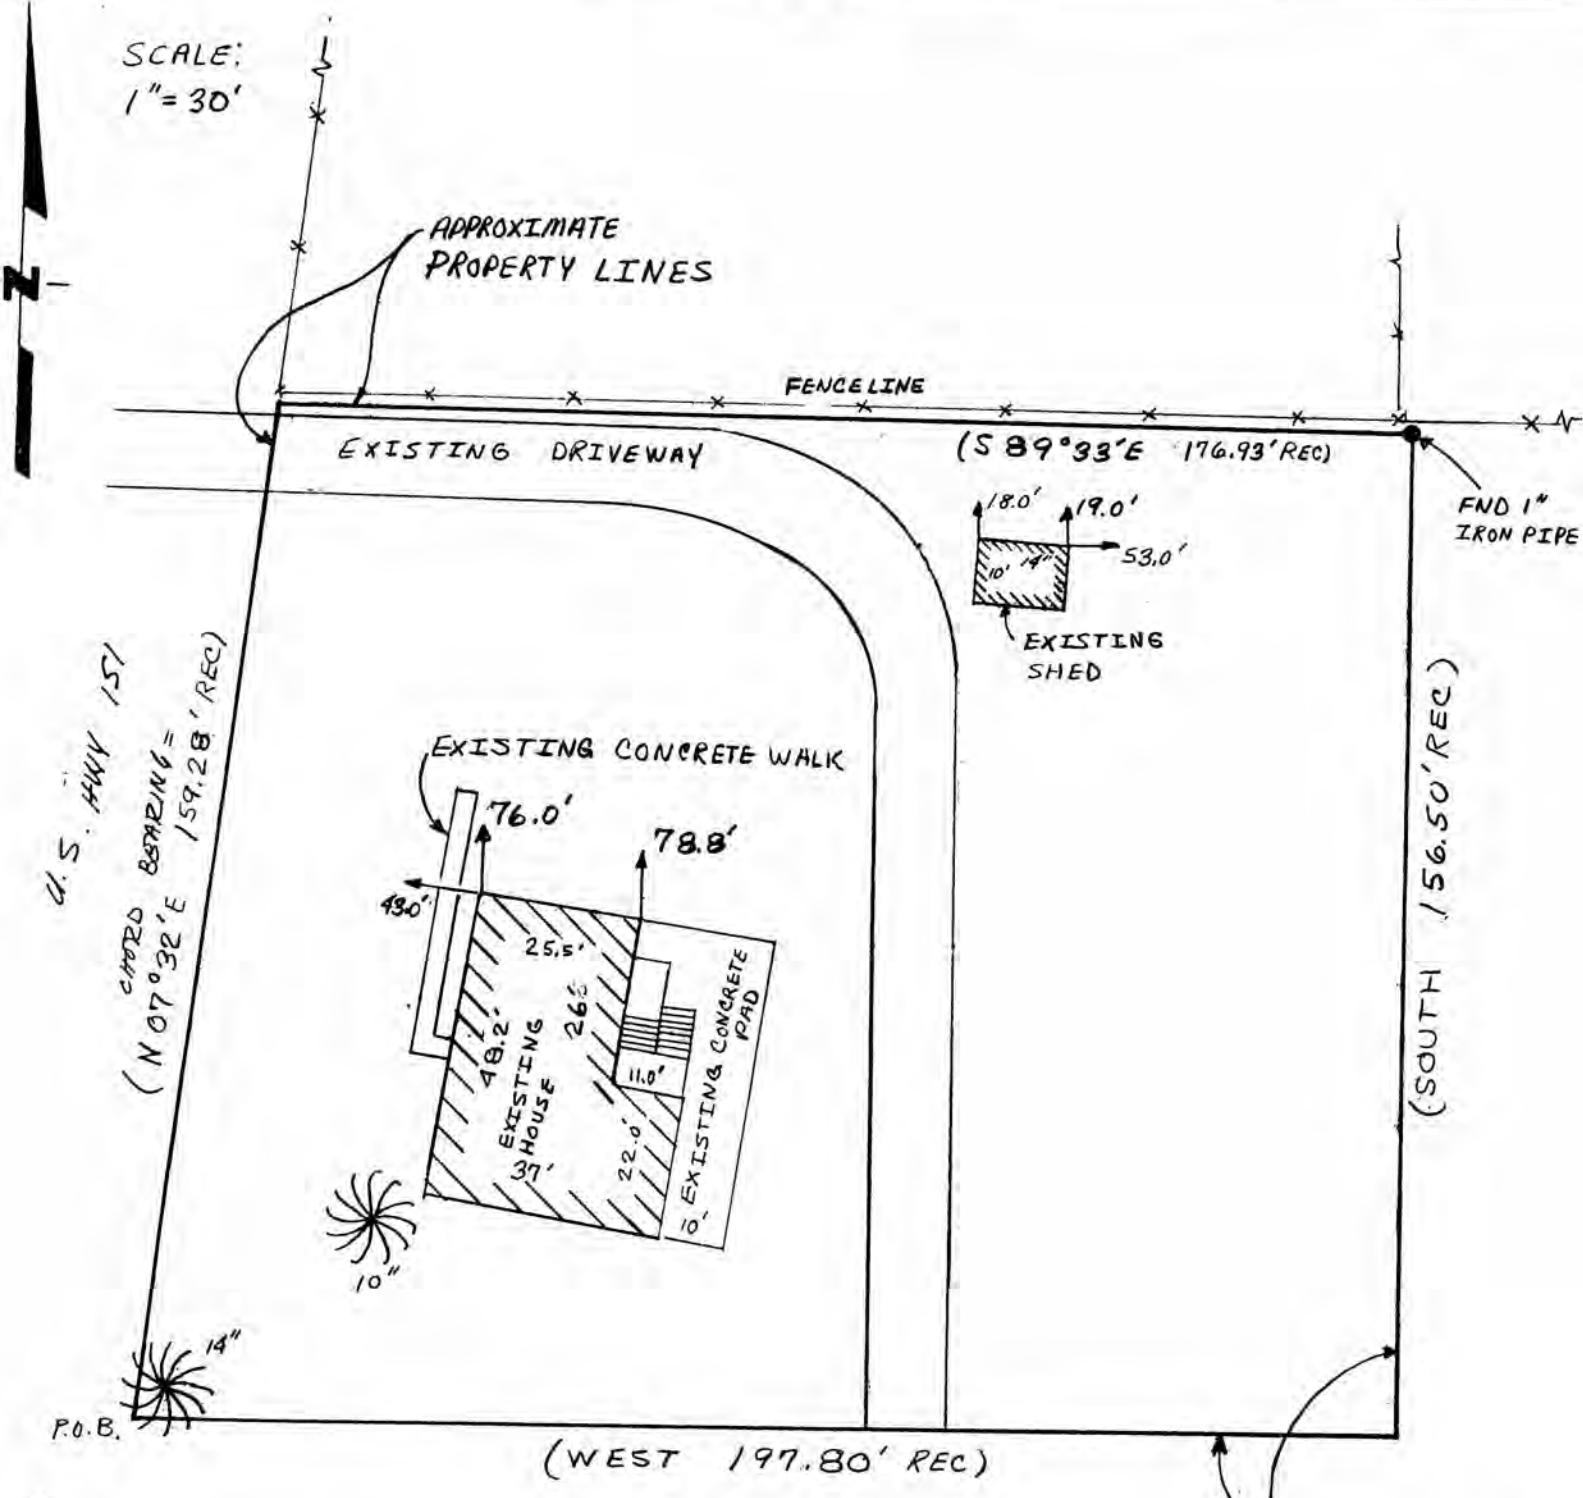 SCALE:
1"=30'
N
APPROXIMATE
PROPERTY LINES
FENCELINE
EXISTING DRIVEWAY
(S 89°33'E 176.93' REC)
FND 1"
IRON PIPE
18.0'
19.0'
53.0'
10' 14"
EXISTING
SHED
U.S. HWY 151
CHORD BEARING =
(N 07°32'E 159.28' REC)
EXISTING CONCRETE WALK
76.0'
78.8'
43.0'
25.5'
48.2'
26'
EXISTING
HOUSE
37'
11.0'
22.0'
10'
EXISTING CONCRETE
PAD
(SOUTH 156.50' REC)
10"
14"
P.O.B.
(WEST 197.80' REC)